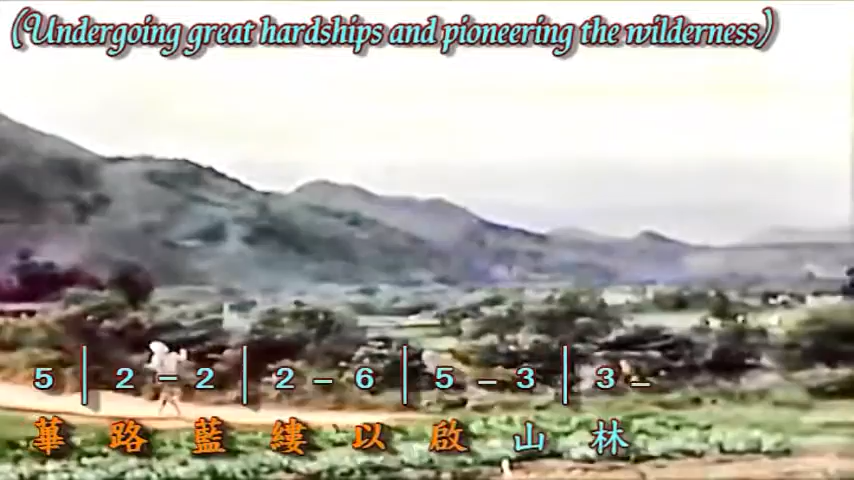 (Undergoing great hardships and pioneering the wilderness)
5 | 2 – 2 | 2 – 6 | 5 – 3 | 3 –
華路藍縷以啟山林